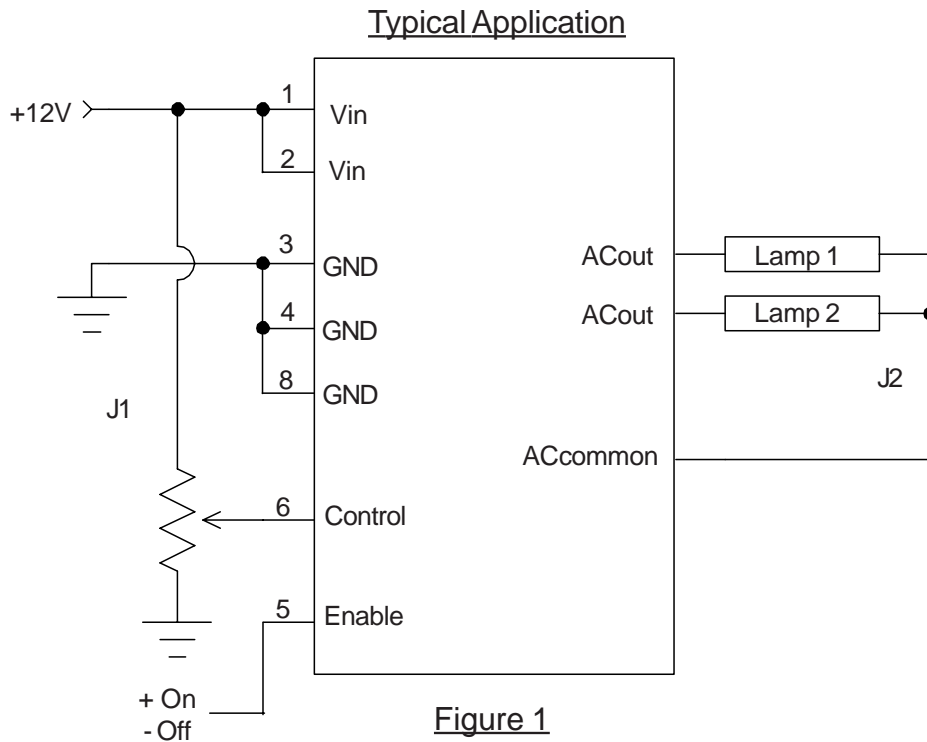 Typical Application
+12V
1
Vin
2
Vin
3
GND
4
GND
8
GND
ACout
Lamp 1
ACout
Lamp 2
J2
J1
ACcommon
6
Control
5
Enable
+ On
- Off
Figure 1